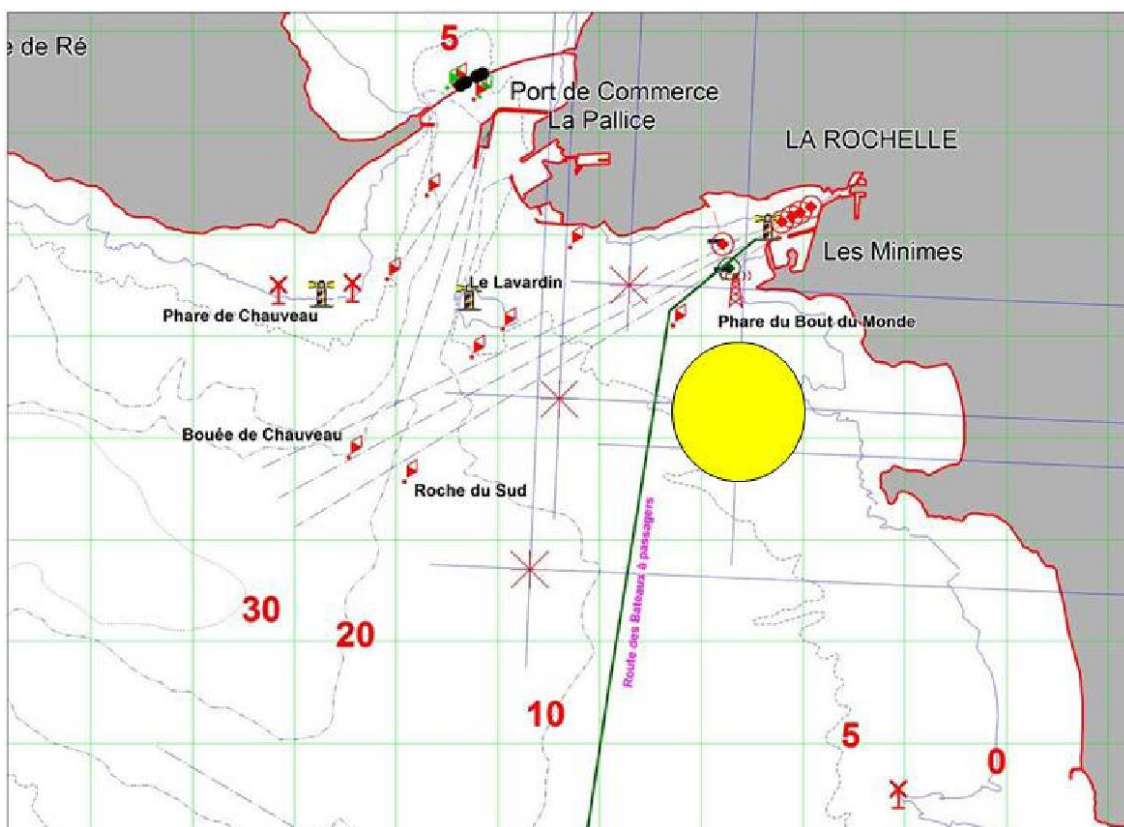 5
e de Ré
Port de Commerce
La Pallice
LA ROCHELLE
Les Minimes
Le Lavardin
Phare de Chauveau
Phare du Bout du Monde
Bouée de Chauveau
Roche du Sud
Route des Bateaux à passagers
30
20
10
5
0